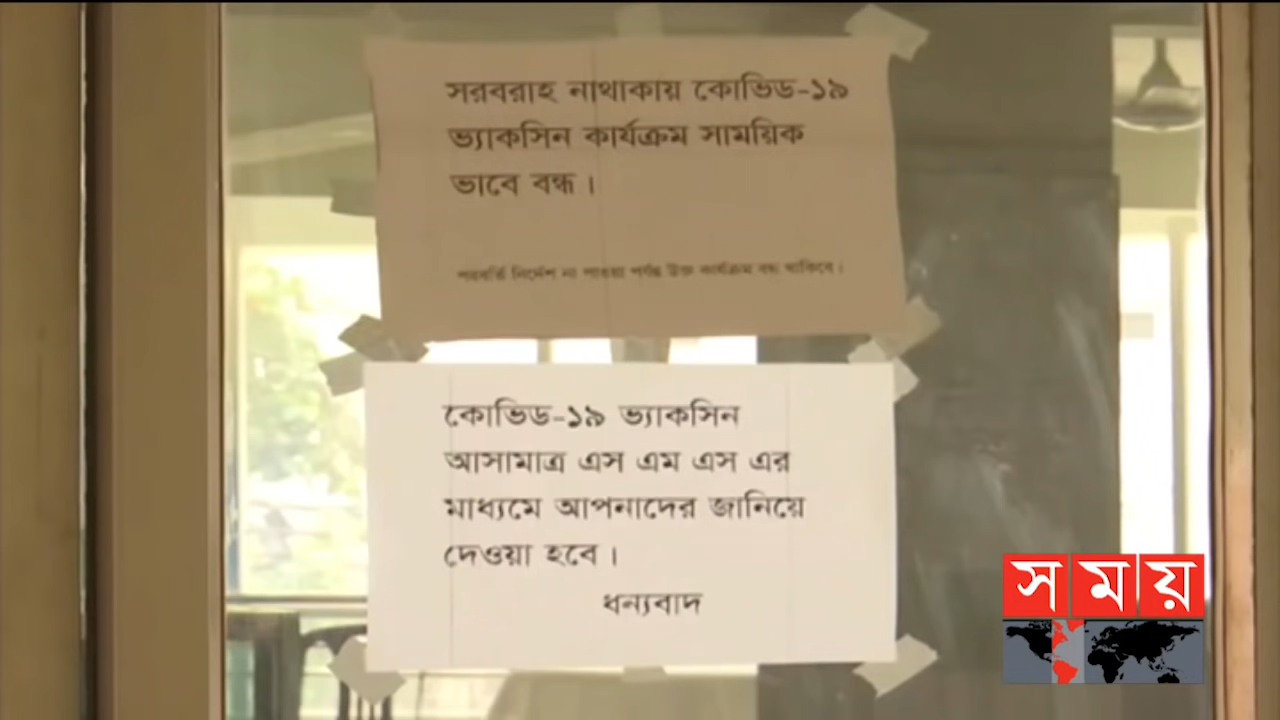 সরবরাহ নাথাকায় কোভিড-১৯
ভ্যাকসিন কার্যক্রম সাময়িক
ভাবে বন্ধ।
পরবর্তি নির্দেশ না পাওয়া পর্যন্ত উক্ত কার্যক্রম বন্ধ থাকিবে।
কোভিড-১৯ ভ্যাকসিন
আসামাত্র এস এম এস এর
মাধ্যমে আপনাদের জানিয়ে
দেওয়া হবে।
ধন্যবাদ
সময়